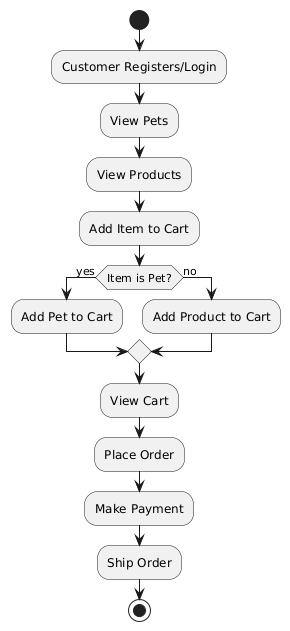 Customer Registers/Login
View Pets
View Products
Add Item to Cart
yes
Item is Pet?
no
Add Pet to Cart
Add Product to Cart
View Cart
Place Order
Make Payment
Ship Order